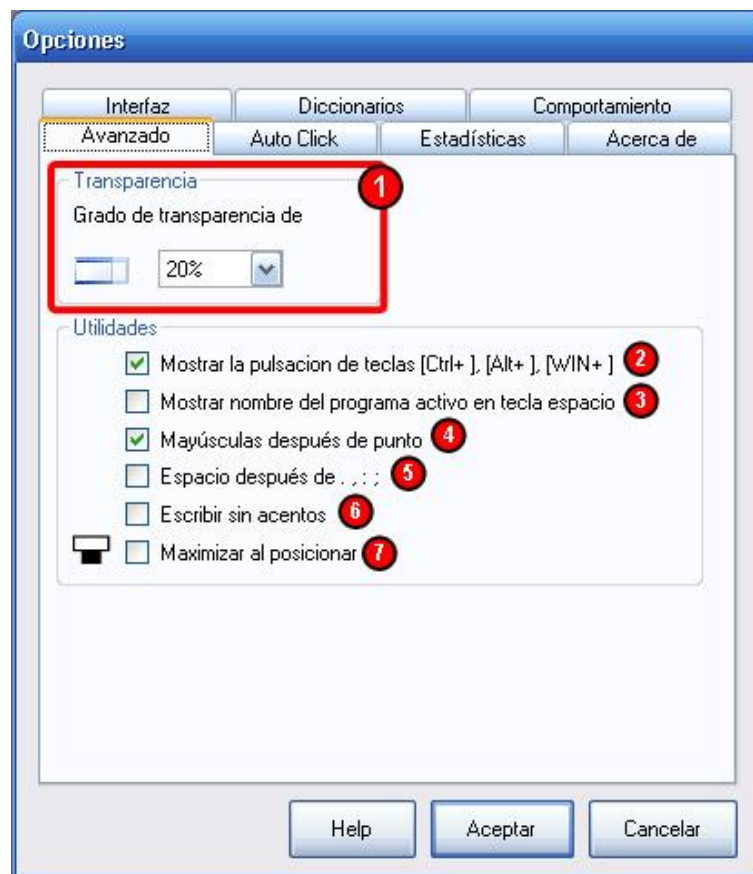 Opciones
Interfaz Diccionarios Comportamiento
Avanzado Auto Click Estadísticas Acerca de
Transparencia 1
Grado de transparencia de
20%
Utilidades
Mostrar la pulsacion de teclas [Ctrl+ ], [Alt+ ], [WIN+ ] 2
Mostrar nombre del programa activo en tecla espacio 3
Mayúsculas después de punto 4
Espacio después de . , : ; 5
Escribir sin acentos 6
Maximizar al posicionar 7
Help Aceptar Cancelar